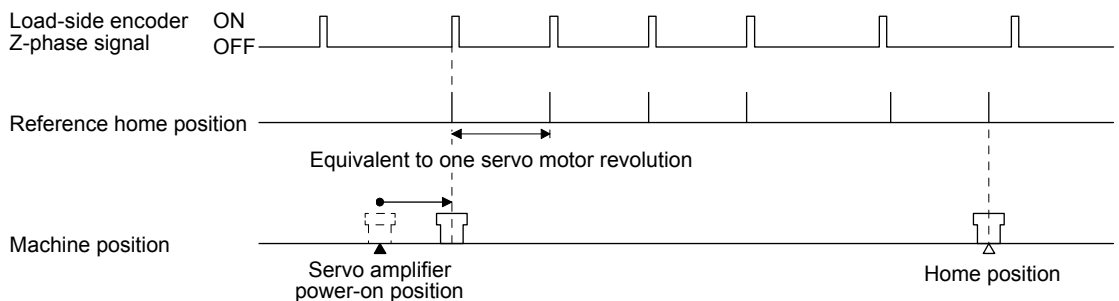 Load-side encoder ON
Z-phase signal OFF
Reference home position
Equivalent to one servo motor revolution
Machine position
Servo amplifier
power-on position
Home position